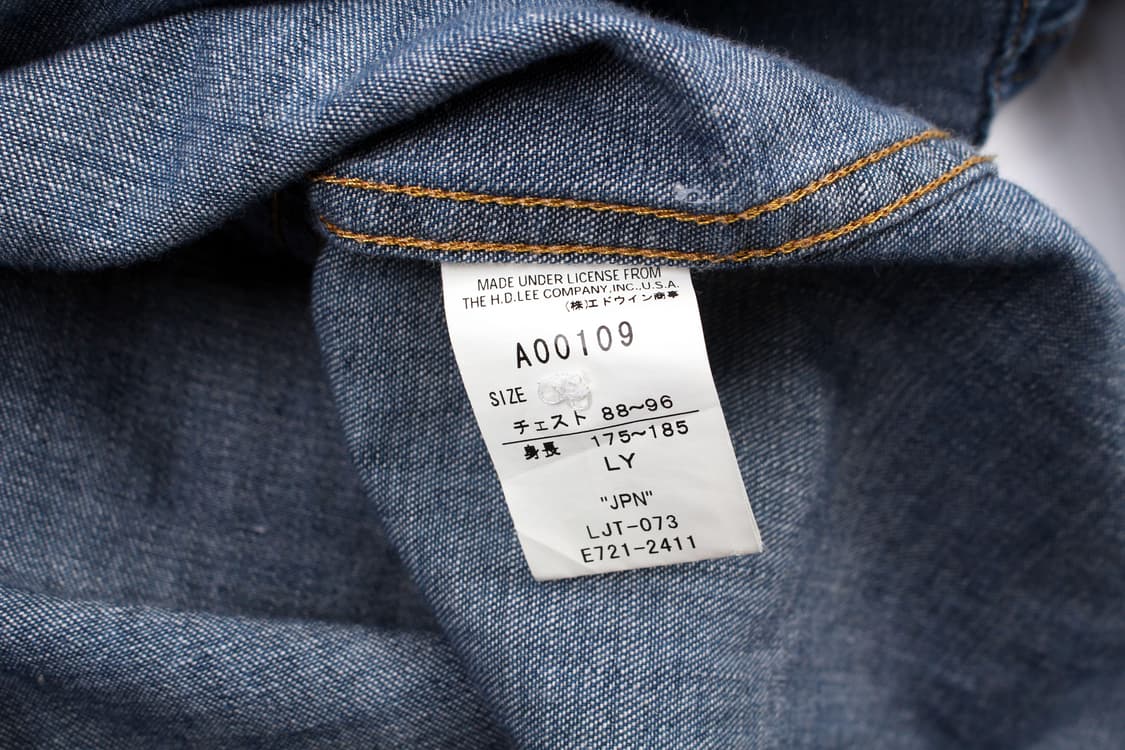 MADE UNDER LICENSE FROM
THE H.D.LEE COMPANY,INC.,U.S.A.
(株)エドウイン商事
A00109
SIZE
チェスト 88~96
身長 175~185
LY
"JPN"
LJT-073
E721-2411